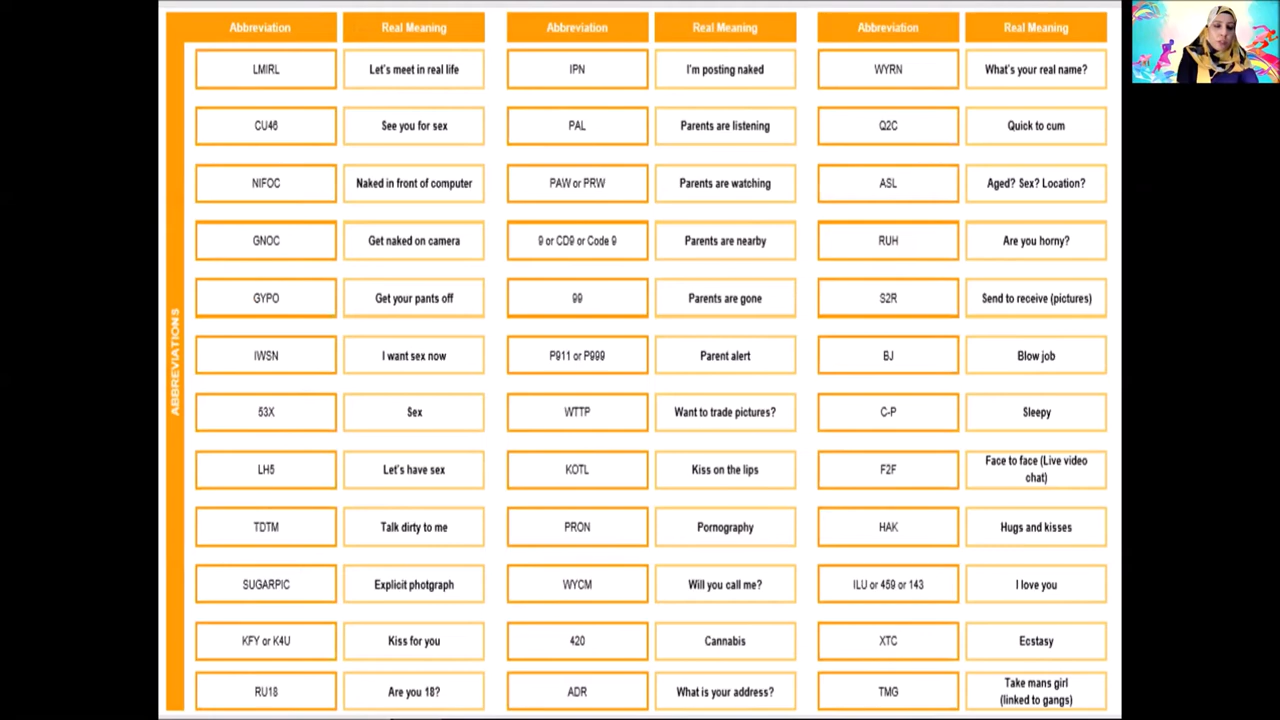 Abbreviation Real Meaning Abbreviation Real Meaning Abbreviation Real Meaning
LMIRL Let's meet in real life IPN I'm posting naked WYRN What's your real name?
CU46 See you for sex PAL Parents are listening Q2C Quick to cum
NIFOC Naked in front of computer PAW or PRW Parents are watching ASL Aged? Sex? Location?
GNOC Get naked on camera 9 or CD9 or Code 9 Parents are nearby RUH Are you horny?
GYPO Get your pants off 99 Parents are gone S2R Send to receive (pictures)
IWSN I want sex now P911 or P999 Parent alert BJ Blow job
53X Sex WTTP Want to trade pictures? C-P Sleepy
LH5 Let's have sex KOTL Kiss on the lips F2F Face to face (Live video
chat)
TDTM Talk dirty to me PRON Pornography HAK Hugs and kisses
SUGARPIC Explicit photgraph WYCM Will you call me? ILU or 459 or 143 I love you
KFY or K4U Kiss for you 420 Cannabis XTC Ecstasy
RU18 Are you 18? ADR What is your address? TMG Take mans girl
(linked to gangs)
ABBREVIATIONS